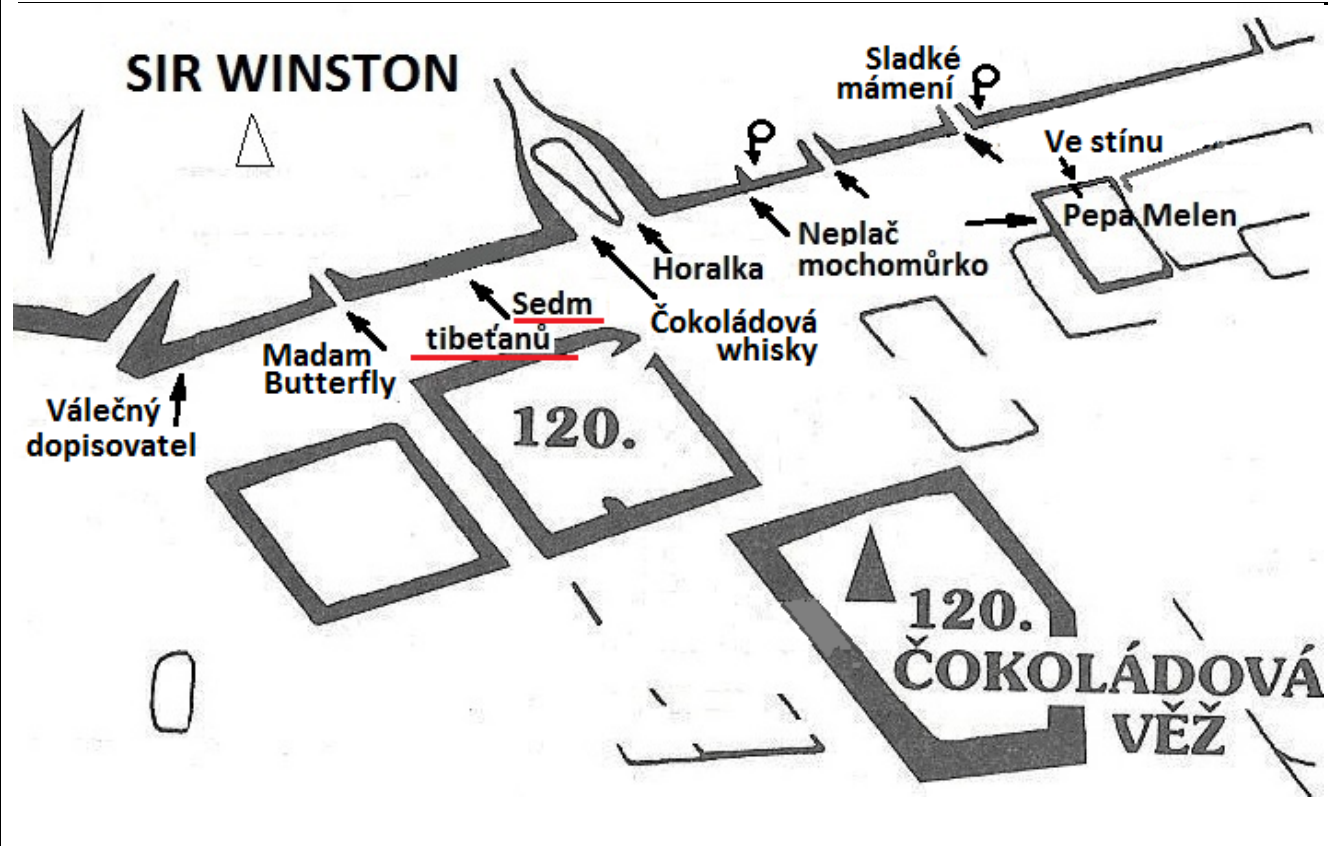 SIR WINSTON
Sladké
mámení
Ve stínu
Pepa Melen
Neplač
mochomůrko
Horalka
Čokoládová
whisky
Sedm
tibeťanů
Madam
Butterfly
Válečný
dopisovatel
120.
120.
ČOKOLÁDOVÁ
VĚŽ